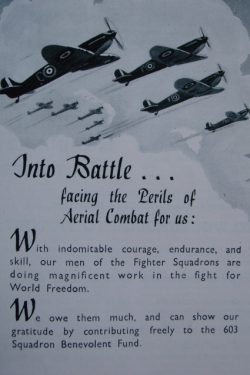 Into Battle ...
facing the Perils of
Aerial Combat for us :
With indomitable courage, endurance, and
skill, our men of the Fighter Squadrons are
doing magnificent work in the fight for
World Freedom.
We owe them much, and can show our
gratitude by contributing freely to the 603
Squadron Benevolent Fund.